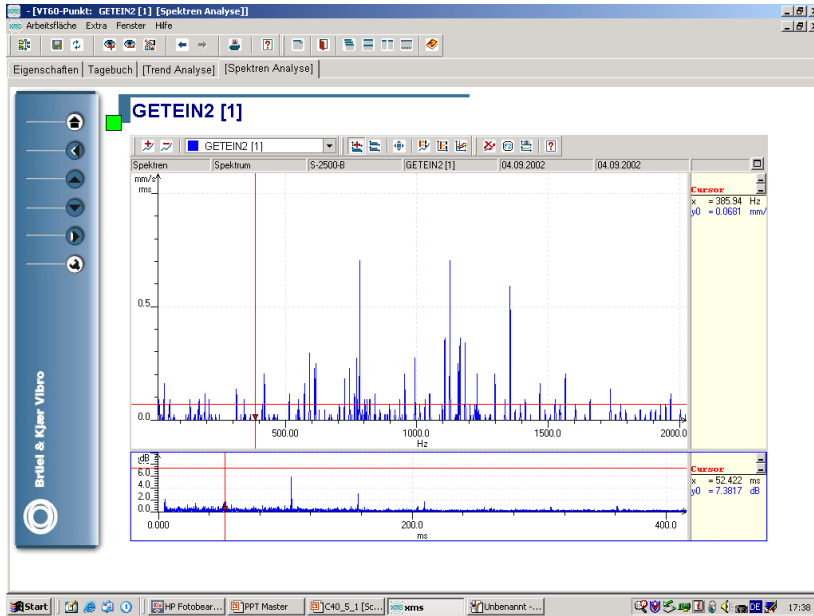 xms - [VT60-Punkt: GETEIN2 [1] [Spektren Analyse]]
xms Arbeitsfläche Extra Fenster Hilfe
Eigenschaften Tagebuch [Trend Analyse] [Spektren Analyse]
GETEIN2 [1]
GETEIN2 [1]
Spektren Spektrum S-2500-B GETEIN2 [1] 04.09.2002 04.09.2002
mm/s
rms
Cursor
x = 385.94 Hz
y0 = 0.0681 mm/
0.5
0.0
500.00 1000.0 1500.0 2000.0
Hz
Brüel & Kjær Vibro
dB
6.0
4.0
2.0
0.0
Cursor
x = 52.422 ms
y0 = 7.3817 dB
0.000 200.0 400.0
ms
Start HP Fotobear... PPT Master C40_5_1 [Sc... xms xms Unbenannt -... DE 17:38